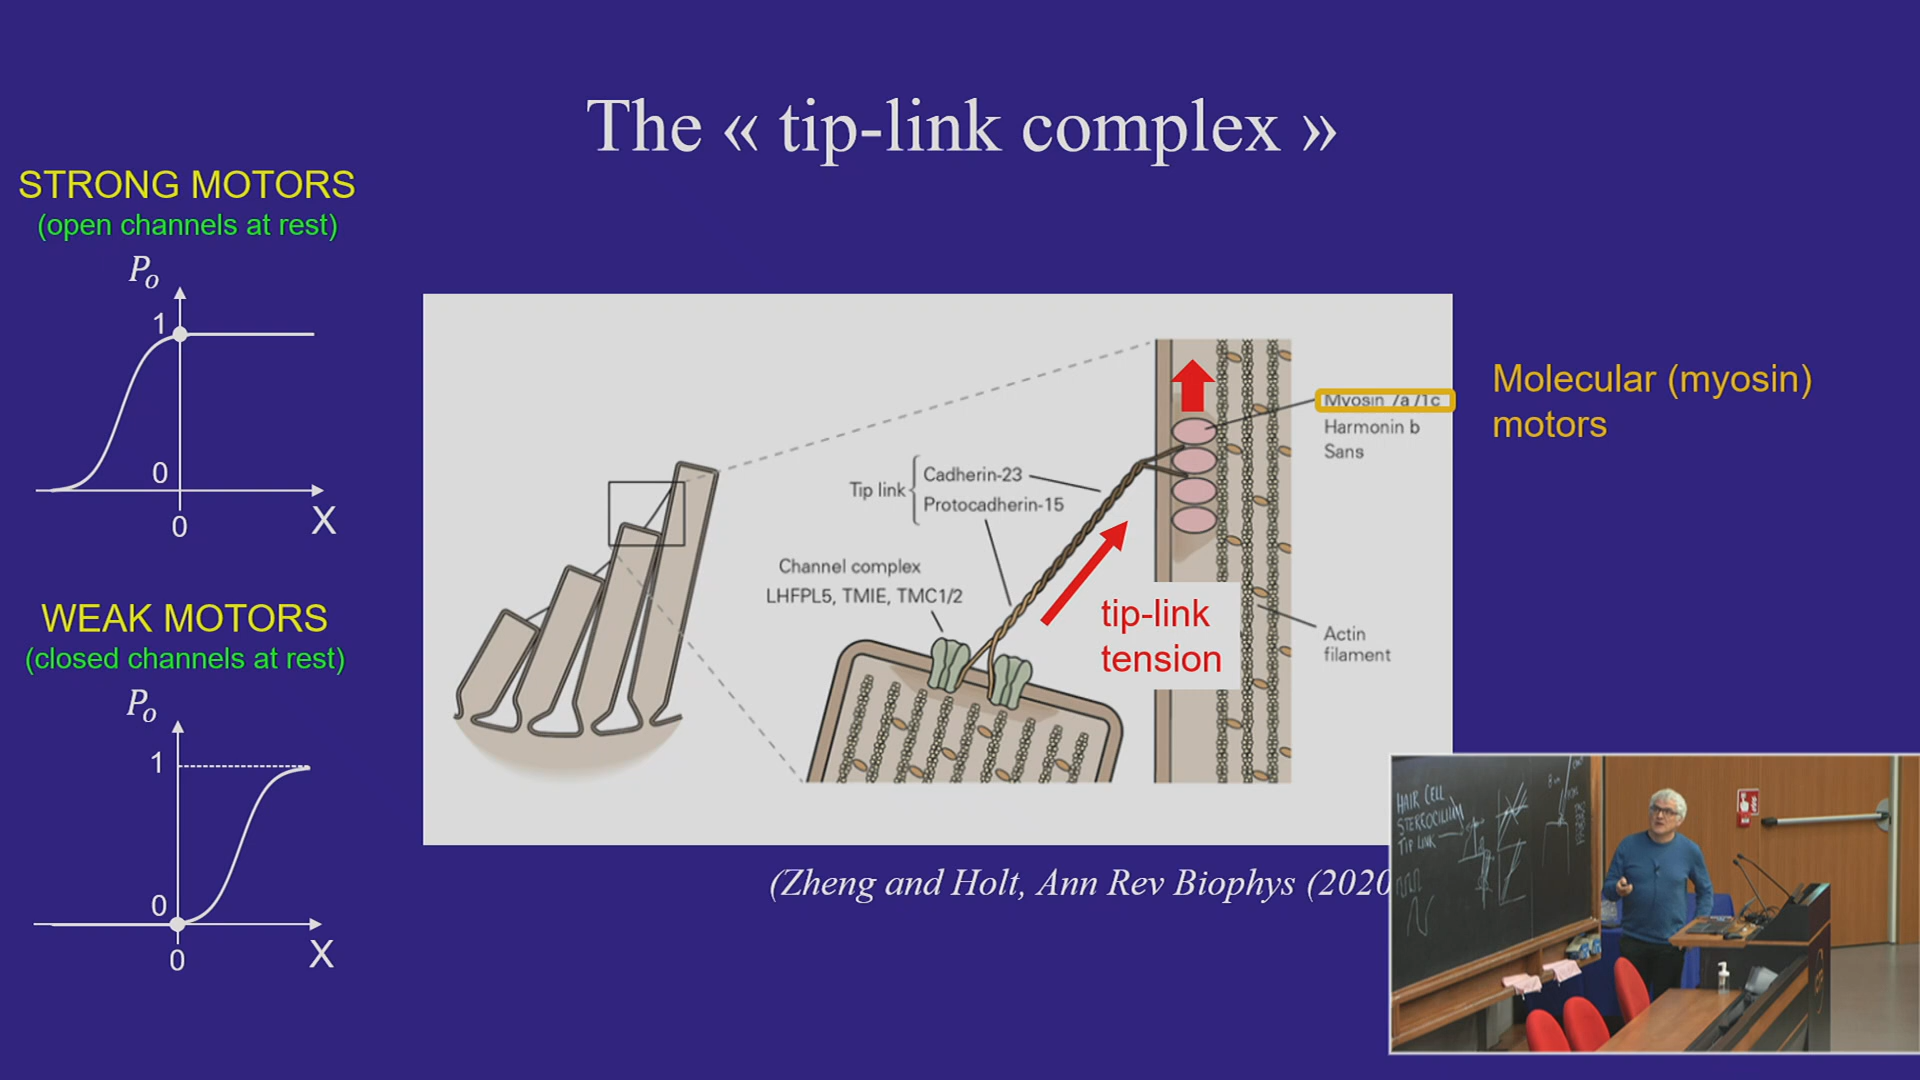 The « tip-link complex »
STRONG MOTORS
(open channels at rest)
Po
1
0
0
X
WEAK MOTORS
(closed channels at rest)
Po
1
0
0
X
Tip link
Cadherin-23
Protocadherin-15
Channel complex
LHFPL5, TMIE, TMC1/2
tip-link
tension
Myosin 7a/1c
Harmonin b
Sans
Actin
filament
Molecular (myosin)
motors
(Zheng and Holt, Ann Rev Biophys (2020
HAIR CELL
STEREOCILIUM
TIP LINK